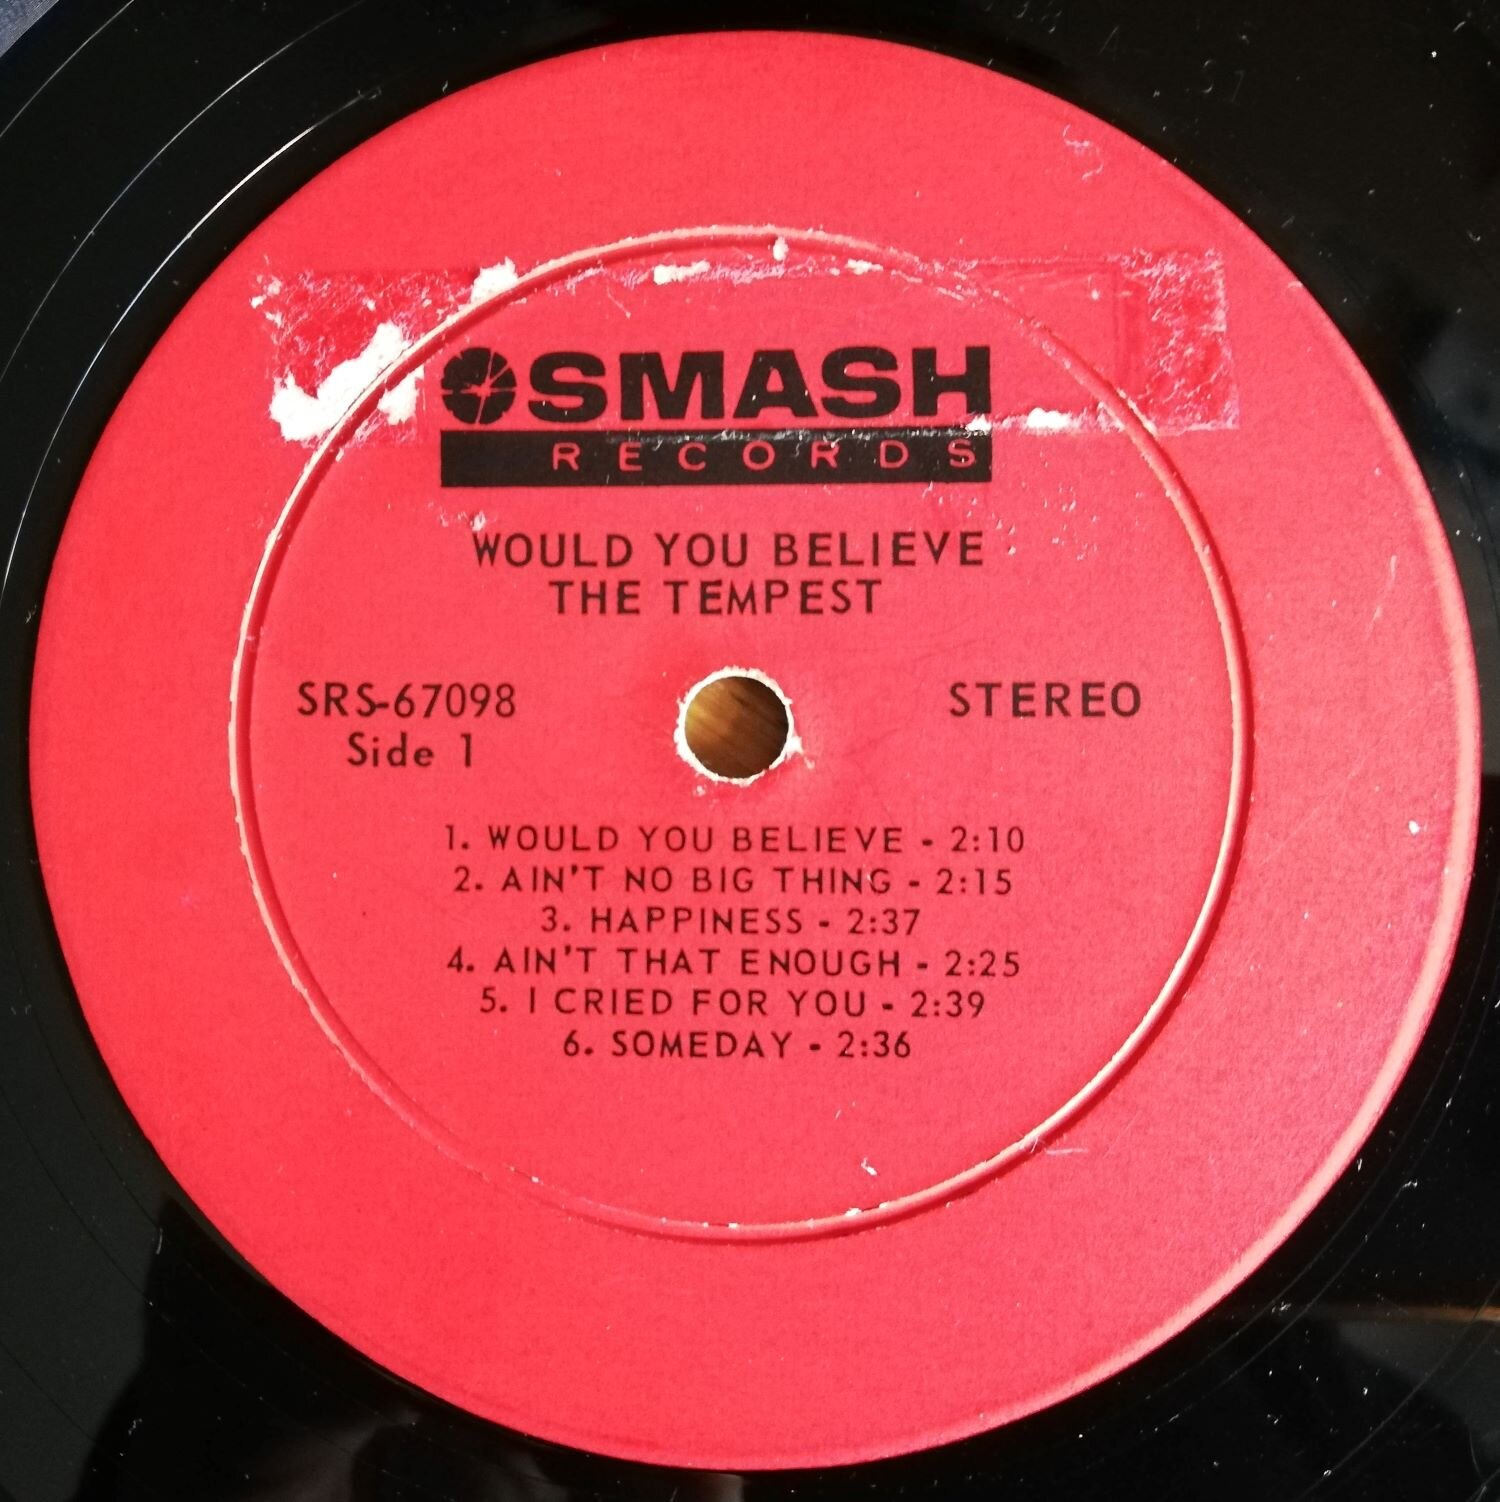 SMASH
RECORDS
WOULD YOU BELIEVE
THE TEMPEST
SRS-67098
Side 1
STEREO
1. WOULD YOU BELIEVE - 2:10
2. AIN'T NO BIG THING - 2:15
3. HAPPINESS - 2:37
4. AIN'T THAT ENOUGH - 2:25
5. I CRIED FOR YOU - 2:39
6. SOMEDAY - 2:36